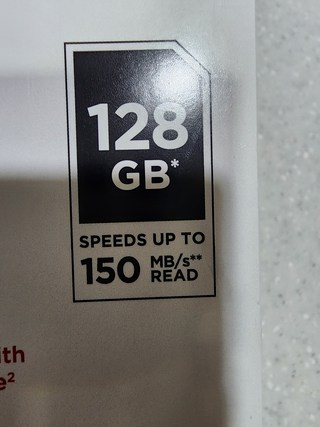 128
GB*
SPEEDS UP TO
150 MB/s**
READ